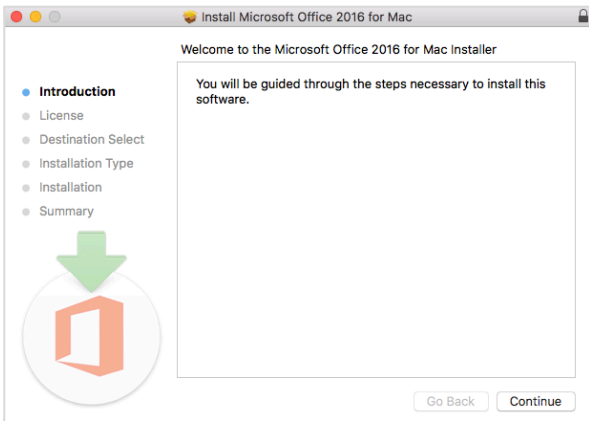 Install Microsoft Office 2016 for Mac
Welcome to the Microsoft Office 2016 for Mac Installer
Introduction
License
Destination Select
Installation Type
Installation
Summary
You will be guided through the steps necessary to install this
software.
Go Back
Continue